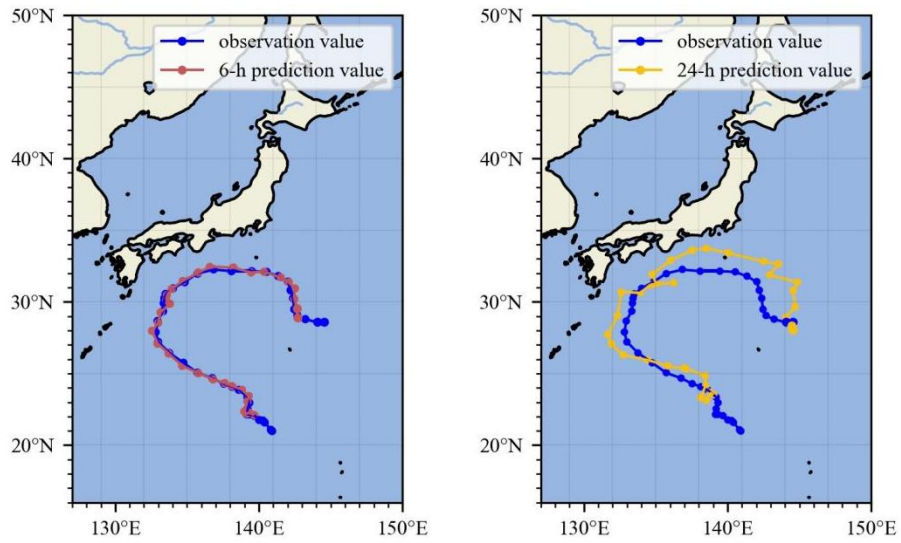 50°N
40°N
30°N
20°N
130°E 140°E 150°E
observation value
6-h prediction value
50°N
40°N
30°N
20°N
130°E 140°E 150°E
observation value
24-h prediction value